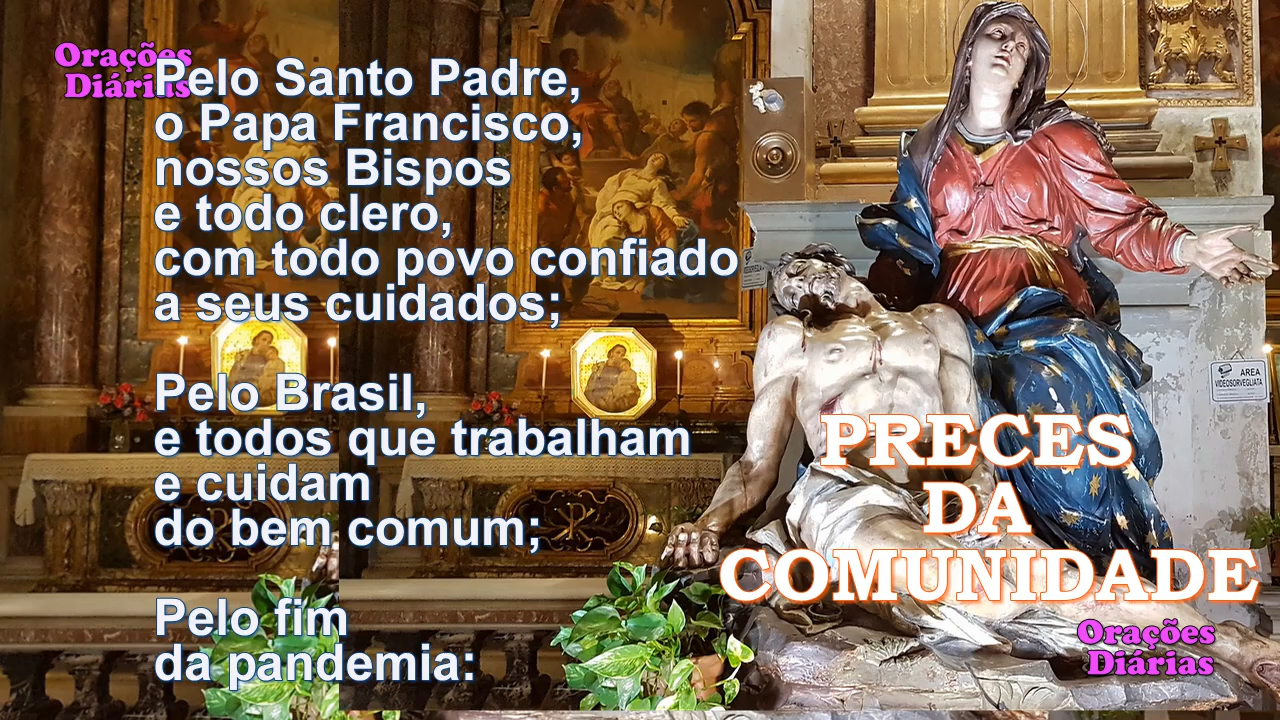 Orações
Diárias
Pelo Santo Padre,
o Papa Francisco,
nossos Bispos
e todo clero,
com todo povo confiado
a seus cuidados;
Pelo Brasil,
e todos que trabalham
e cuidam
do bem comum;
Pelo fim
da pandemia:
AREA
VIDEOSORVEGLIATA
PRECES
DA
COMUNIDADE
Orações
Diárias